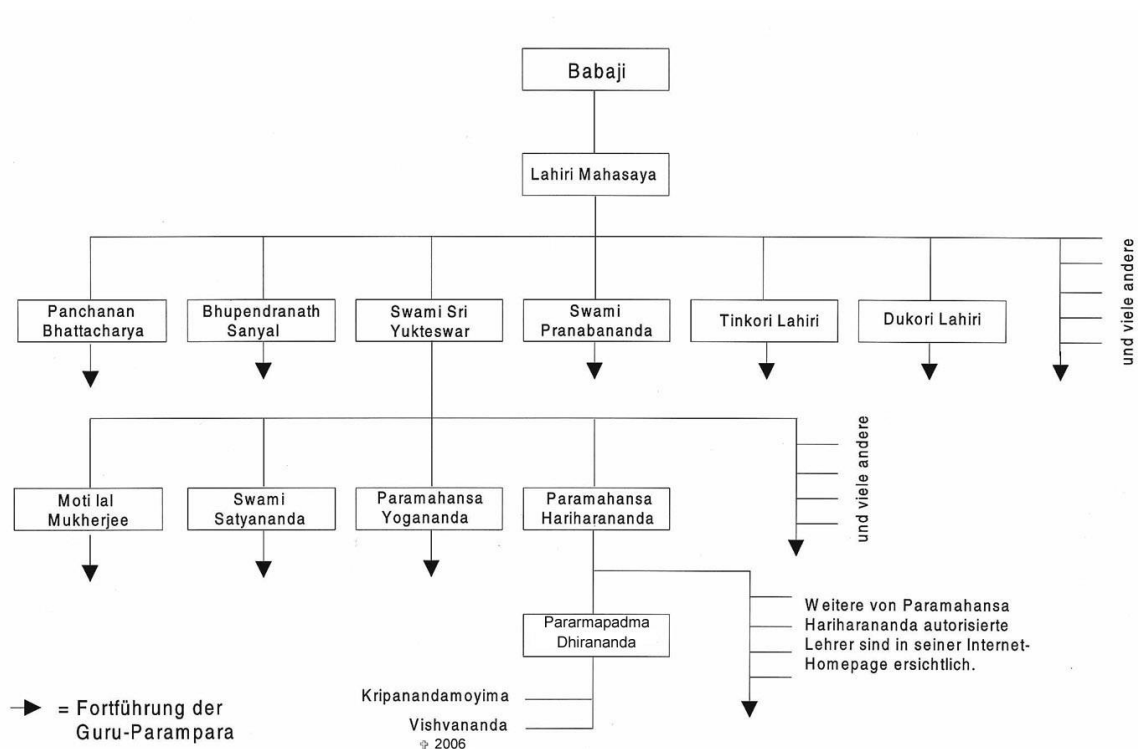 Babaji
Lahiri Mahasaya
Panchanan
Bhattacharya
Bhupendranath
Sanyal
Swami Sri
Yukteswar
Swami
Pranabananda
Tinkori Lahiri
Dukori Lahiri
und viele andere
Moti lal
Mukherjee
Swami
Satyananda
Paramahansa
Yogananda
Paramahansa
Hariharananda
und viele andere
Pararmapadma
Dhirananda
Weitere von Paramahansa
Hariharananda autorisierte
Lehrer sind in seiner Internet-
Homepage ersichtlich.
Kripanandamoyima
Vishvananda
✞ 2006
= Fortführung der
Guru-Parampara